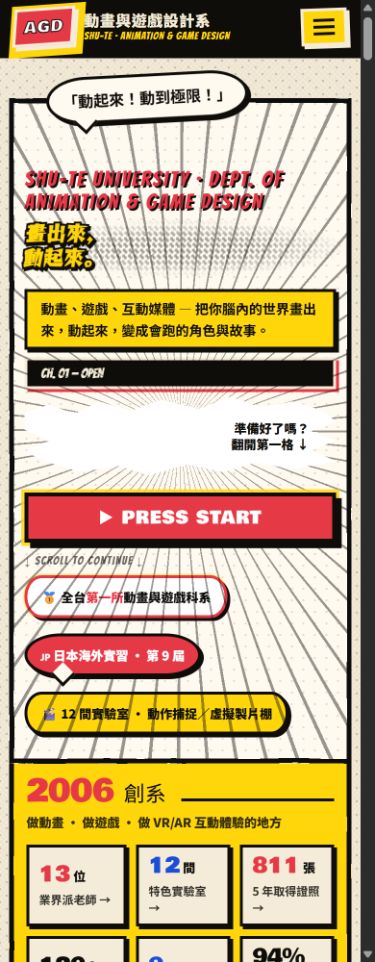 AGD
動畫與遊戲設計系
SHU-TE · ANIMATION & GAME DESIGN
「動起來！動到極限！」
SHU-TE UNIVERSITY · DEPT. OF
ANIMATION & GAME DESIGN
畫出來，
動起來。
動畫、遊戲、互動媒體 — 把你腦內的世界畫出
來，動起來，變成會跑的角色與故事。
CH. 01 — OPEN
準備好了嗎？
翻開第一格 ↓
▶ PRESS START
↓ SCROLL TO CONTINUE ↓
🥇 全台第一所動畫與遊戲科系
JP 日本海外實習 · 第 9 屆
🎬 12 間實驗室 · 動作捕捉／虛擬製片棚
2006 創系
做動畫 · 做遊戲 · 做 VR/AR 互動體驗的地方
13 位
業界派老師 →
12 間
特色實驗室
→
811 張
5 年取得證照
→
94%